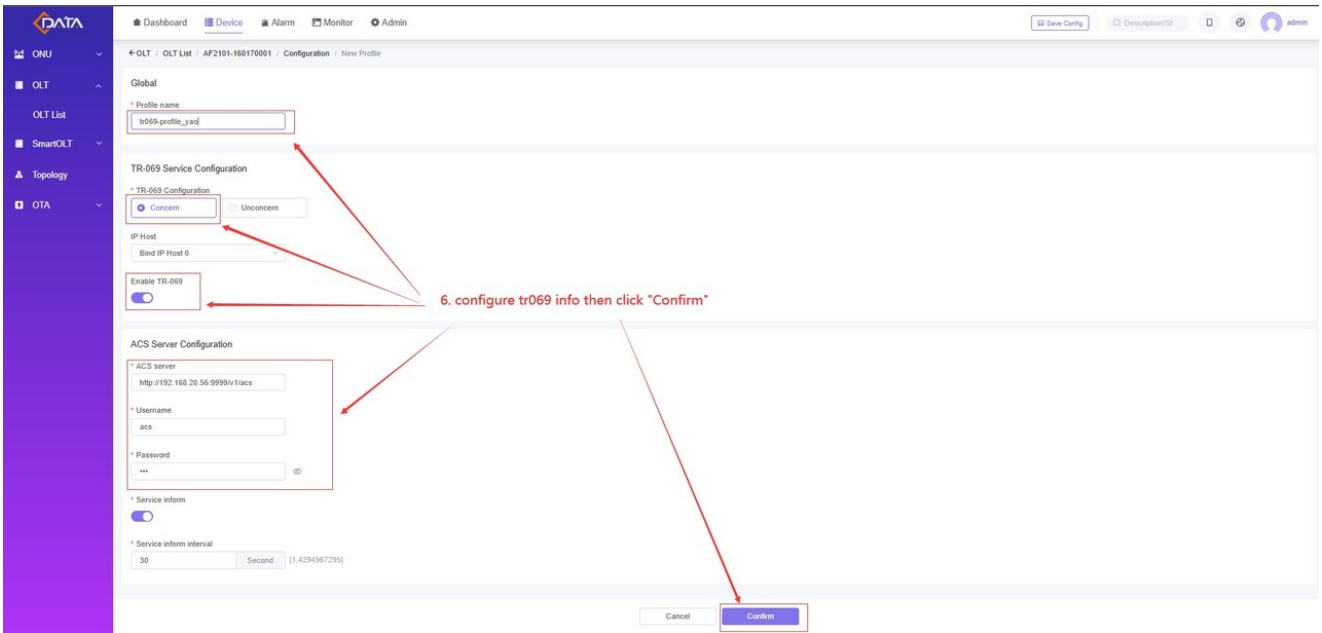 DATA
Dashboard Device Alarm Monitor Admin
Save Config
Description/SN
admin
ONU
OLT
OLT List
SmartOLT
Topology
OTA
OLT / OLT List / AF2101-160170001 / Configuration / New Profile
Global
* Profile name
tr069-profile_yao
TR-069 Service Configuration
* TR-069 Configuration
Concern Unconcern
IP Host
Bind IP Host 0
Enable TR-069
6. configure tr069 info then click "Confirm"
ACS Server Configuration
* ACS server
http://192.168.20.56:9999/v1/acs
* Username
acs
* Password
•••
* Service inform
* Service inform interval
30 Second [1,4294967295]
Cancel Confirm